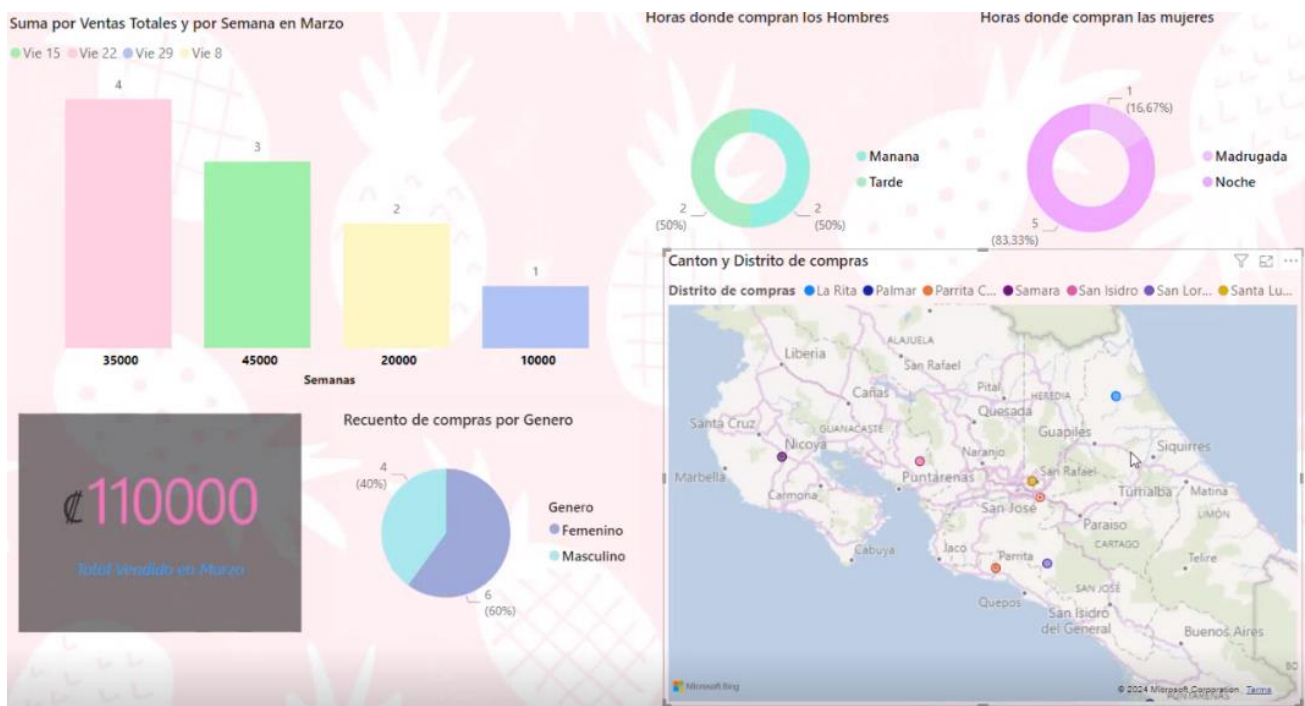 Suma por Ventas Totales y por Semana en Marzo
Vie 15 Vie 22 Vie 29 Vie 8
4
3
2
1
35000 45000 20000 10000
Semanas
₡110000
Total Vendido en Marzo
Recuento de compras por Genero
4
(40%)
6
(60%)
Genero
Femenino
Masculino
Horas donde compran los Hombres
2
(50%)
2
(50%)
Manana
Tarde
Horas donde compran las mujeres
1
(16,67%)
5
(83,33%)
Madrugada
Noche
Canton y Distrito de compras
Distrito de compras La Rita Palmar Parrita C... Samara San Isidro San Lor... Santa Lu...
ALAJUELA
Liberia
San Rafael
Cañas
Pital
HEREDIA
Quesada
Santa Cruz
GUANACASTE
Guapiles
Nicoya
Naranjo
Siquirres
Marbella
Puntarenas
San Rafael
Carmona
San José
Turrialba
Matina
LIMÓN
Paraiso
CARTAGO
Cabuya
Jaco
Parrita
Telire
SAN JOSÉ
Quepos
San Isidro
del General
Buenos Aires
BO
Microsoft Bing
© 2024 Microsoft Corporation Terms
PUNTARENAS